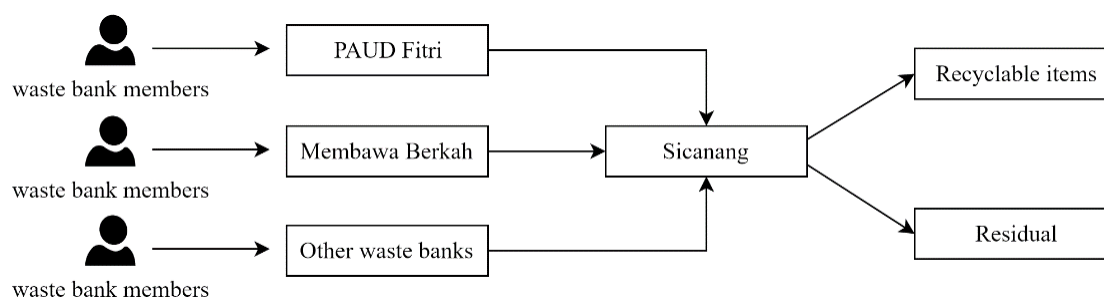 PAUD Fitri
waste bank members
Recyclable items
Membawa Berkah
Sicanang
waste bank members
Other waste banks
Residual
waste bank members